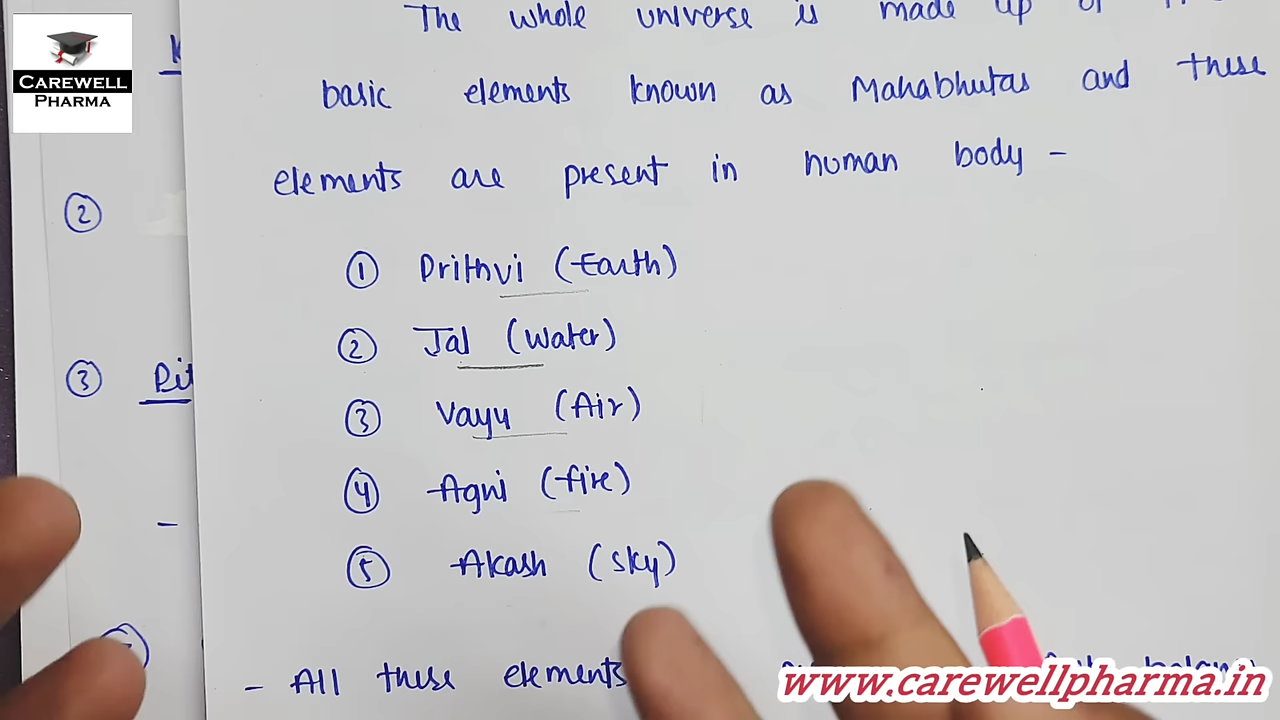 CAREWELL
PHARMA
The whole universe is made up of
basic elements known as Mahabhutas and these
elements are present in human body -
② ① Prithvi (Earth)
② Jal (water)
③ ③ Vayu (Air)
④ Agni (fire)
⑤ Akash (sky)
- All these elements
www.carewellpharma.in